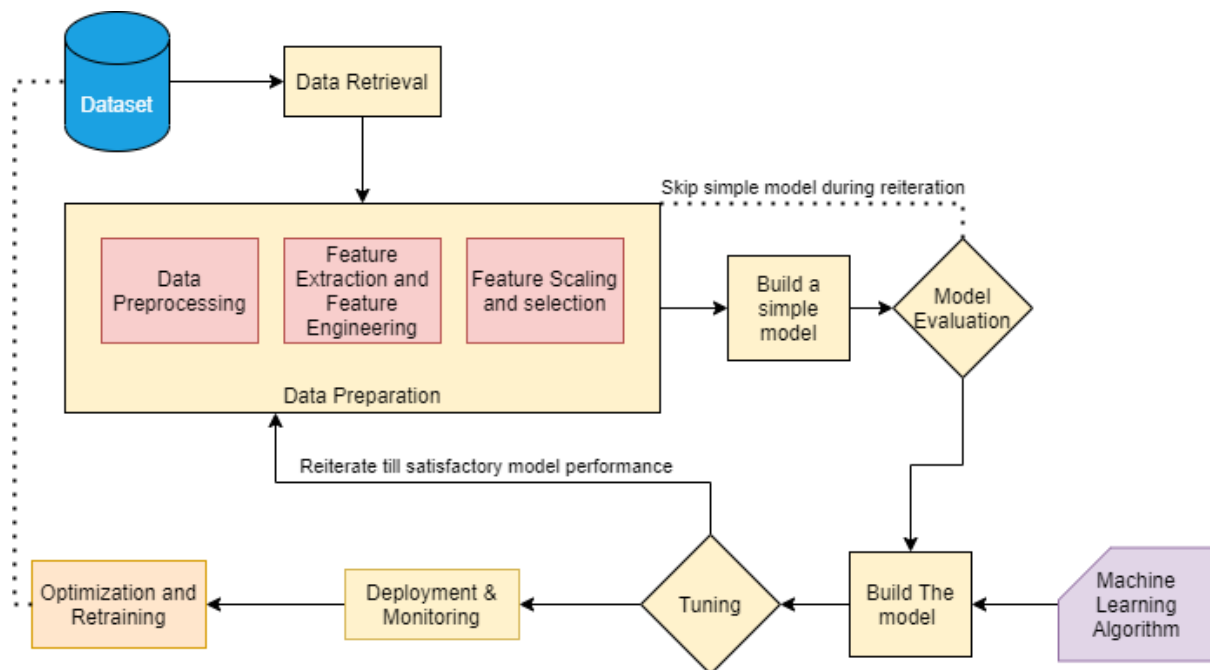 Dataset
Data Retrieval
Skip simple model during reiteration
Data
Preprocessing
Feature
Extraction and
Feature
Engineering
Feature Scaling
and selection
Data Preparation
Build a
simple
model
Model
Evaluation
Reiterate till satisfactory model performance
Optimization and
Retraining
Deployment &
Monitoring
Tuning
Build The
model
Machine
Learning
Algorithm